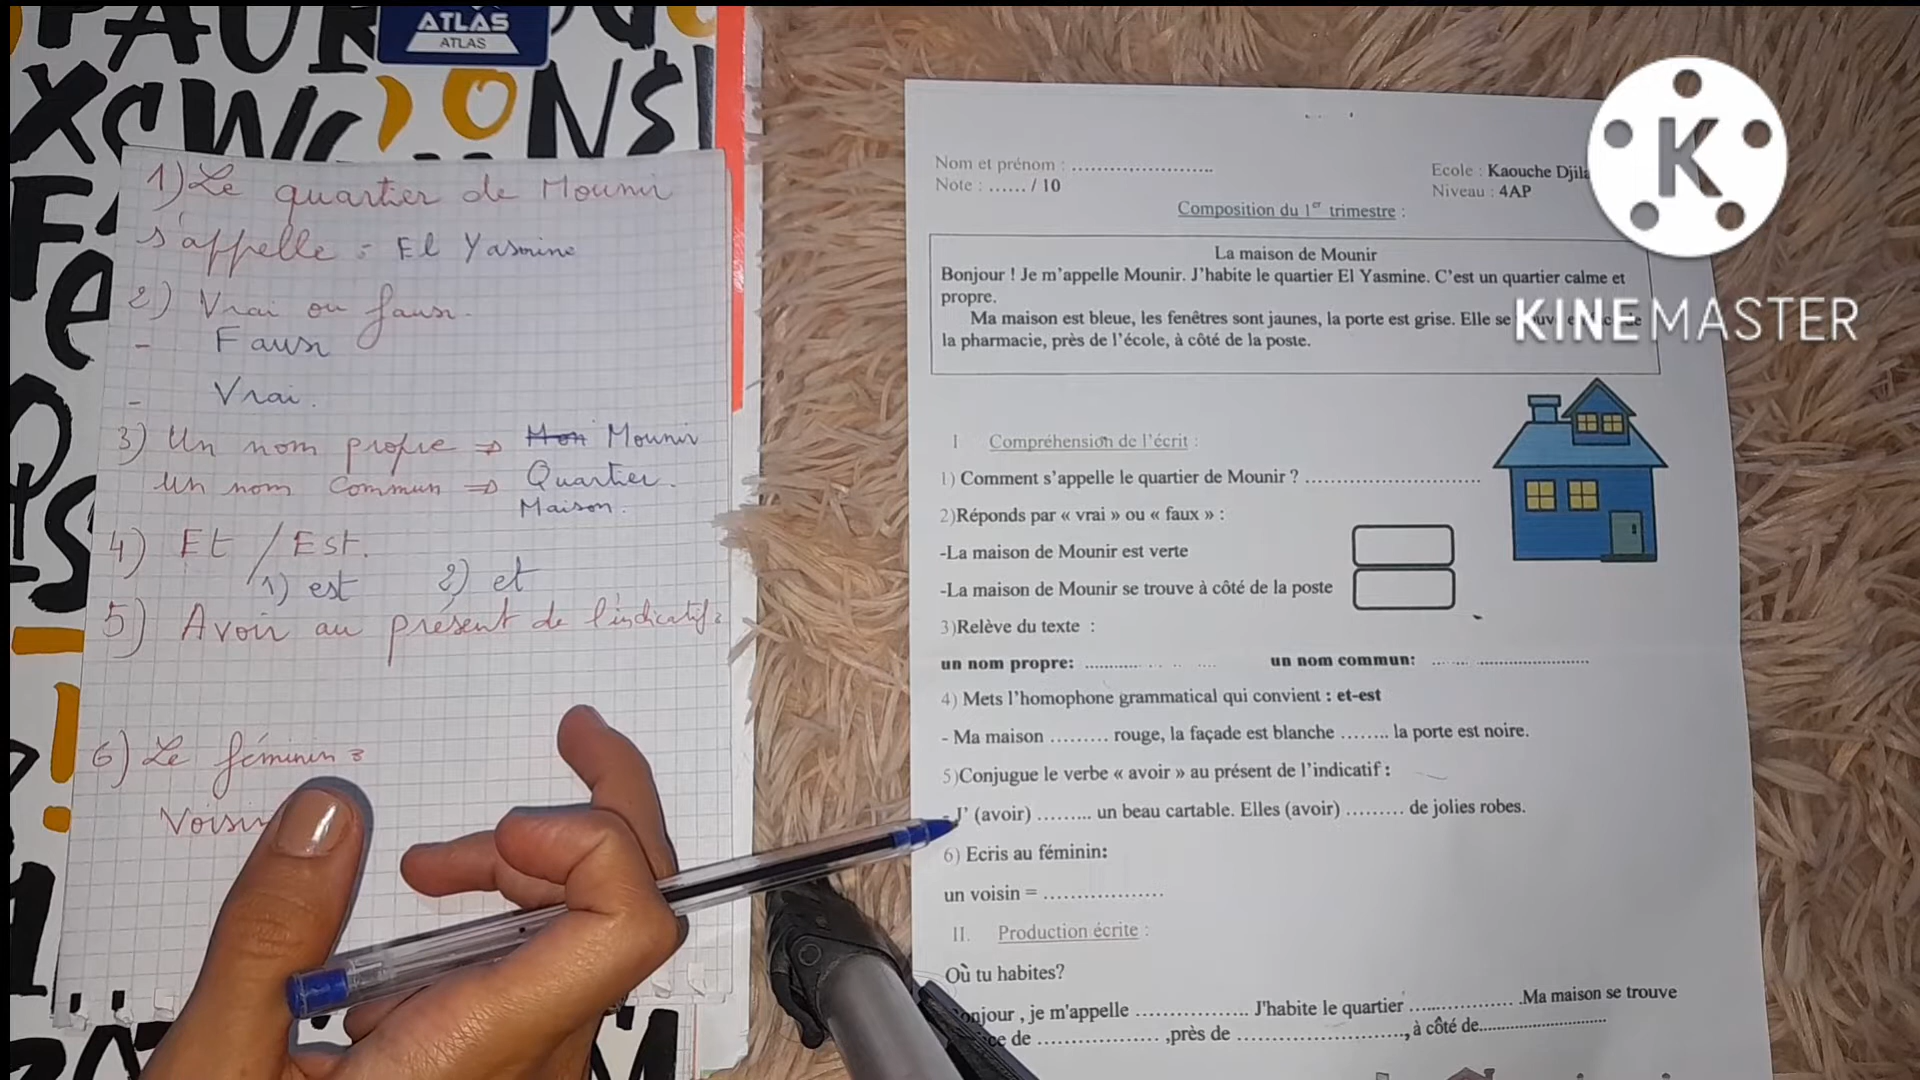 ATLAS
ATLAS
1) Le quartier de Mounir
s'appelle : El Yasmine
2) Vrai ou faux.
- Faux
- Vrai.
3) Un nom propre ⇒ Mon Mounir
Un nom commun ⇒ Quartier.
Maison.
4) Et / Est.
1) est 2) et
5) Avoir au présent de l'indicatif :
6) Le féminin :
Voisin
Nom et prénom : ........................
Note : ...... / 10
Ecole : Kaouche
Niveau : 4AP
Composition du 1er trimestre :
La maison de Mounir
Bonjour ! Je m'appelle Mounir. J'habite le quartier El Yasmine. C'est un quartier calme et
propre.
Ma maison est bleue, les fenêtres sont jaunes, la porte est grise. Elle se
la pharmacie, près de l'école, à côté de la poste.
I Compréhension de l'écrit :
1) Comment s'appelle le quartier de Mounir ? ..............................
2)Réponds par « vrai » ou « faux » :
-La maison de Mounir est verte
-La maison de Mounir se trouve à côté de la poste
3)Relève du texte :
un nom propre: ...................... un nom commun: ............................
4) Mets l'homophone grammatical qui convient : et-est
- Ma maison ......... rouge, la façade est blanche ........ la porte est noire.
5)Conjugue le verbe « avoir » au présent de l'indicatif :
- J' (avoir) ......... un beau cartable. Elles (avoir) ......... de jolies robes.
6) Ecris au féminin:
un voisin = ....................
II. Production écrite :
Où tu habites?
onjour , je m'appelle .................. J'habite le quartier .................. .Ma maison se trouve
ce de .................... ,près de ..........................., à côté de......................
K
KINEMASTER